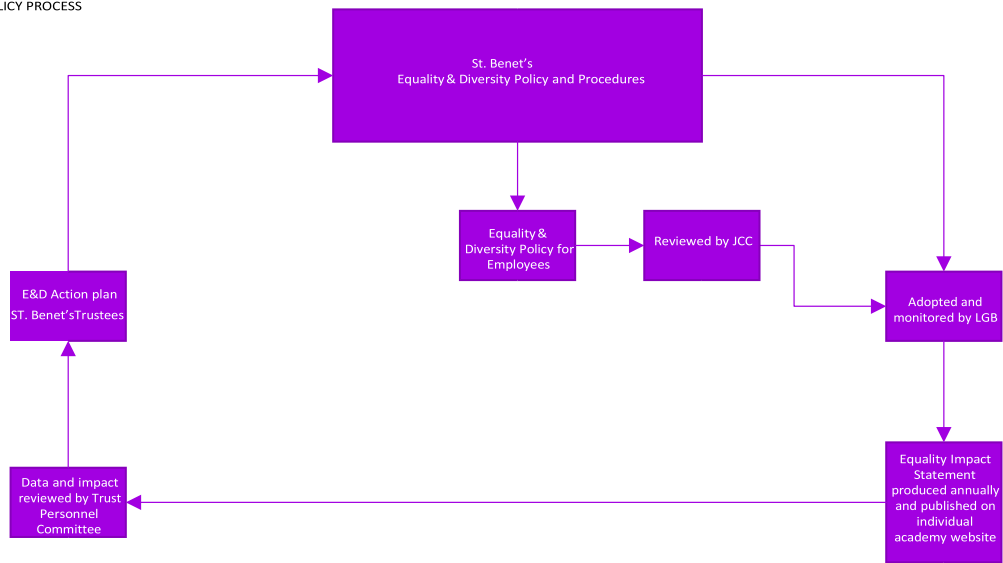 LICY PROCESS
St. Benet's
Equality & Diversity Policy and Procedures
Equality &
Diversity Policy for
Employees
Reviewed by JCC
E&D Action plan
ST. Benet'sTrustees
Adopted and
monitored by LGB
Equality Impact
Statement
produced annually
and published on
individual
academy website
Data and impact
reviewed by Trust
Personnel
Committee